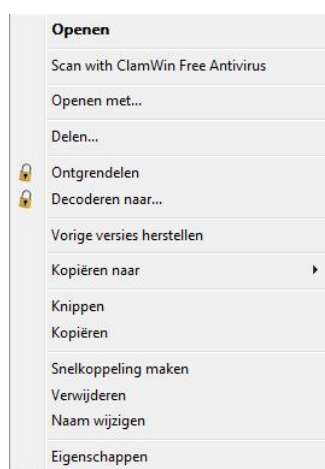 Openen
Scan with ClamWin Free Antivirus
Openen met...
Delen...
Ontgrendelen
Decoderen naar...
Vorige versies herstellen
Kopiëren naar
Knippen
Kopiëren
Snelkoppeling maken
Verwijderen
Naam wijzigen
Eigenschappen